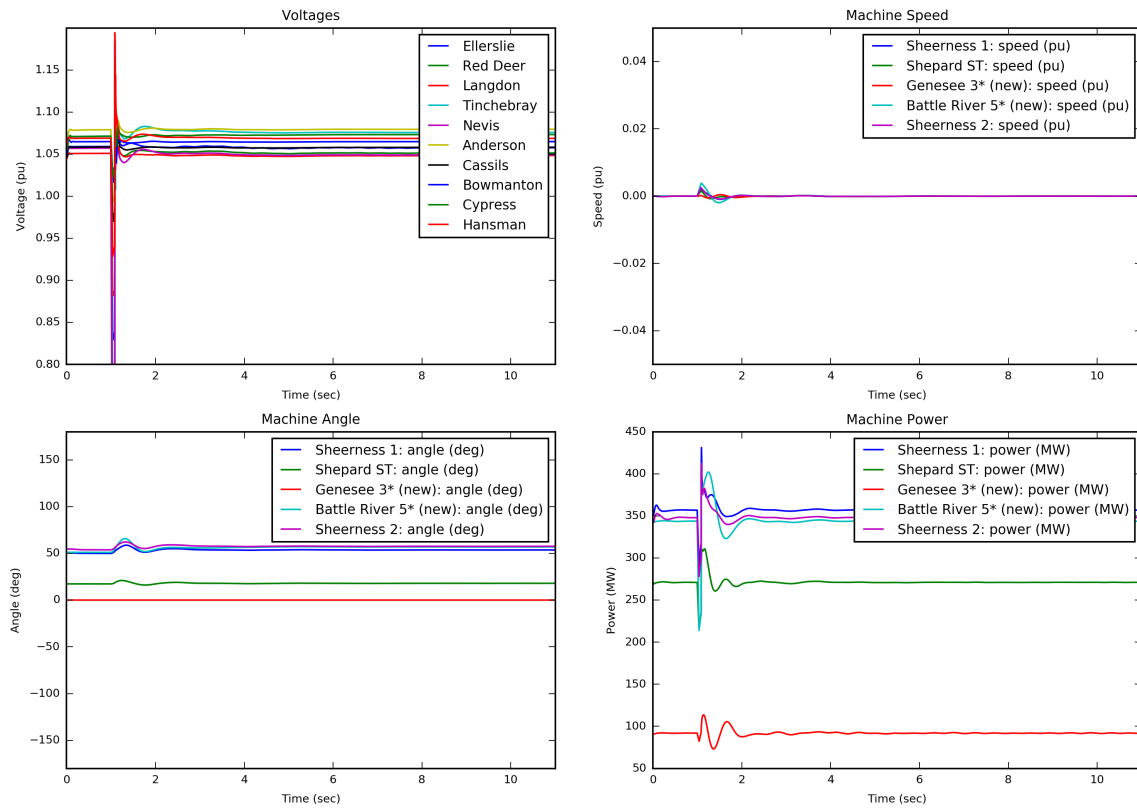 Voltages
Voltage (pu)
1.15
1.10
1.05
1.00
0.95
0.90
0.85
0.80
Ellerslie
Red Deer
Langdon
Tinchebray
Nevis
Anderson
Cassils
Bowmanton
Cypress
Hansman
0 2 4 6 8 10
Time (sec)
Machine Speed
Speed (pu)
0.04
0.02
0.00
−0.02
−0.04
Sheerness 1: speed (pu)
Shepard ST: speed (pu)
Genesee 3* (new): speed (pu)
Battle River 5* (new): speed (pu)
Sheerness 2: speed (pu)
0 2 4 6 8 10
Time (sec)
Machine Angle
Angle (deg)
150
100
50
0
−50
−100
−150
Sheerness 1: angle (deg)
Shepard ST: angle (deg)
Genesee 3* (new): angle (deg)
Battle River 5* (new): angle (deg)
Sheerness 2: angle (deg)
0 2 4 6 8 10
Time (sec)
Machine Power
Power (MW)
450
400
350
300
250
200
150
100
50
Sheerness 1: power (MW)
Shepard ST: power (MW)
Genesee 3* (new): power (MW)
Battle River 5* (new): power (MW)
Sheerness 2: power (MW)
0 2 4 6 8 10
Time (sec)